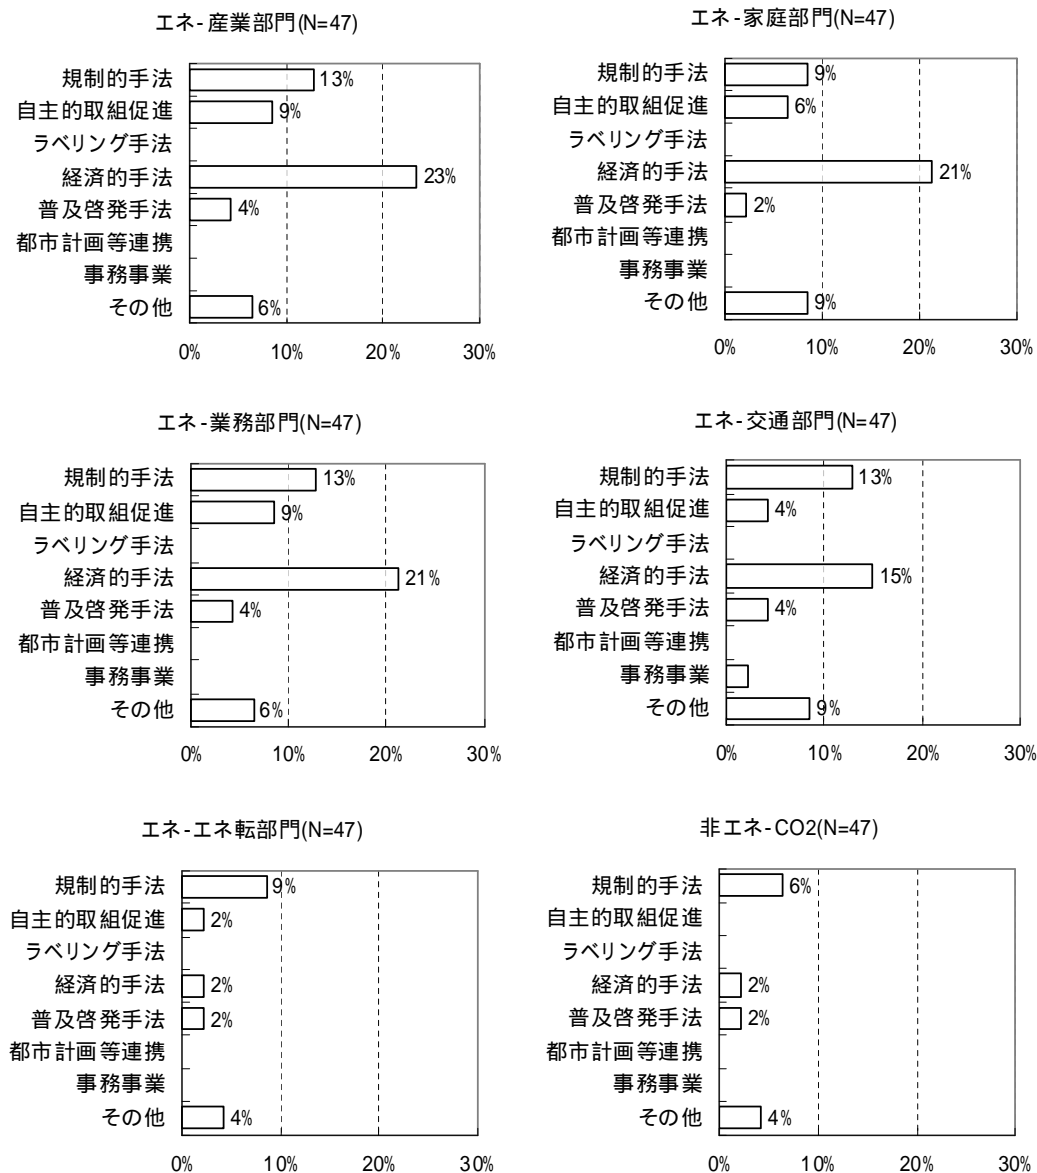 エネ-産業部門(N=47)
規制的手法 13%
自主的取組促進 9%
ラベリング手法
経済的手法 23%
普及啓発手法 4%
都市計画等連携
事務事業
その他 6%
0% 10% 20% 30%
エネ-家庭部門(N=47)
規制的手法 9%
自主的取組促進 6%
ラベリング手法
経済的手法 21%
普及啓発手法 2%
都市計画等連携
事務事業
その他 9%
0% 10% 20% 30%
エネ-業務部門(N=47)
規制的手法 13%
自主的取組促進 9%
ラベリング手法
経済的手法 21%
普及啓発手法 4%
都市計画等連携
事務事業
その他 6%
0% 10% 20% 30%
エネ-交通部門(N=47)
規制的手法 13%
自主的取組促進 4%
ラベリング手法
経済的手法 15%
普及啓発手法 4%
都市計画等連携
事務事業
その他 9%
0% 10% 20% 30%
エネ-エネ転部門(N=47)
規制的手法 9%
自主的取組促進 2%
ラベリング手法
経済的手法 2%
普及啓発手法 2%
都市計画等連携
事務事業
その他 4%
0% 10% 20% 30%
非エネ-CO2(N=47)
規制的手法 6%
自主的取組促進
ラベリング手法
経済的手法 2%
普及啓発手法 2%
都市計画等連携
事務事業
その他 4%
0% 10% 20% 30%